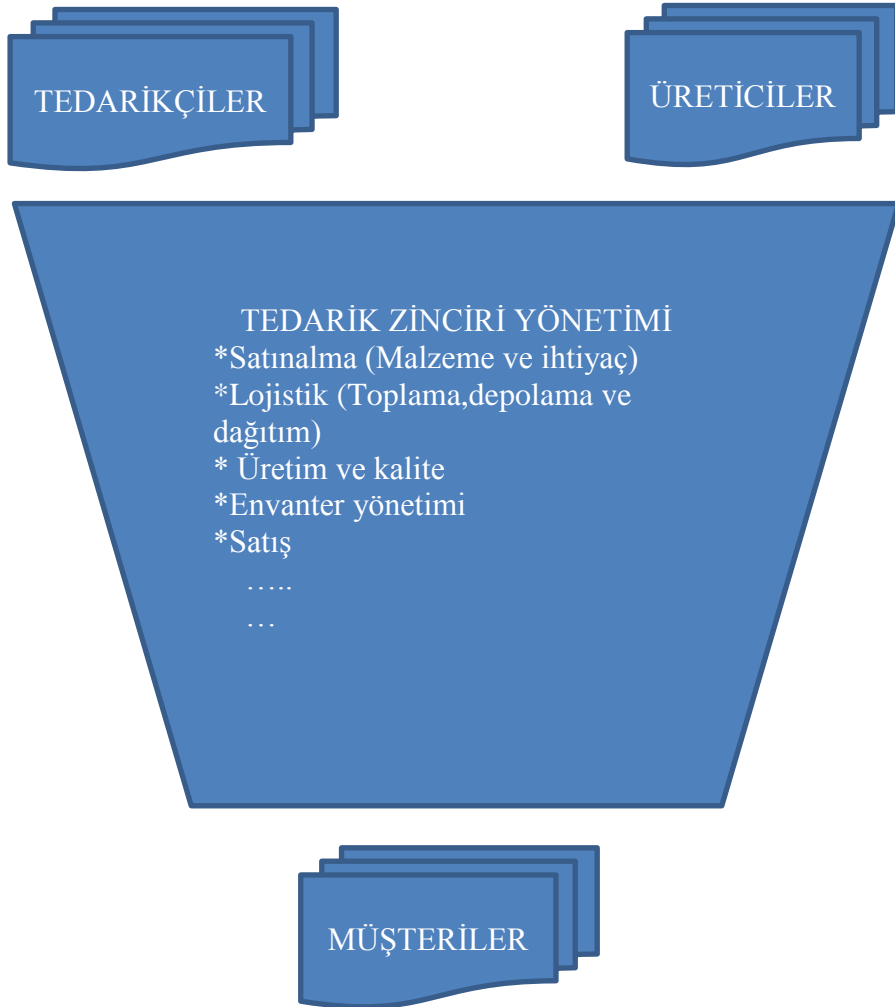 TEDARİKÇİLER
ÜRETİCİLER
TEDARİK ZİNCİRİ YÖNETİMİ
*Satınalma (Malzeme ve ihtiyaç)
*Lojistik (Toplama,depolama ve
dağıtım)
* Üretim ve kalite
*Envanter yönetimi
*Satış
…..
…
MÜŞTERİLER